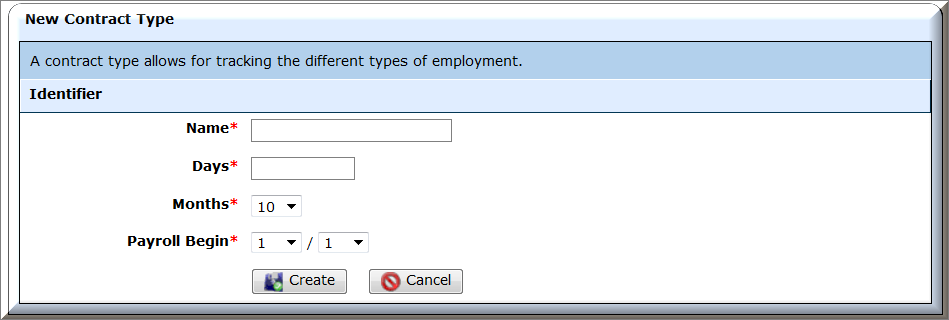 New Contract Type
A contract type allows for tracking the different types of employment.
Identifier
Name*
Days*
Months* 10
Payroll Begin* 1 / 1
Create Cancel